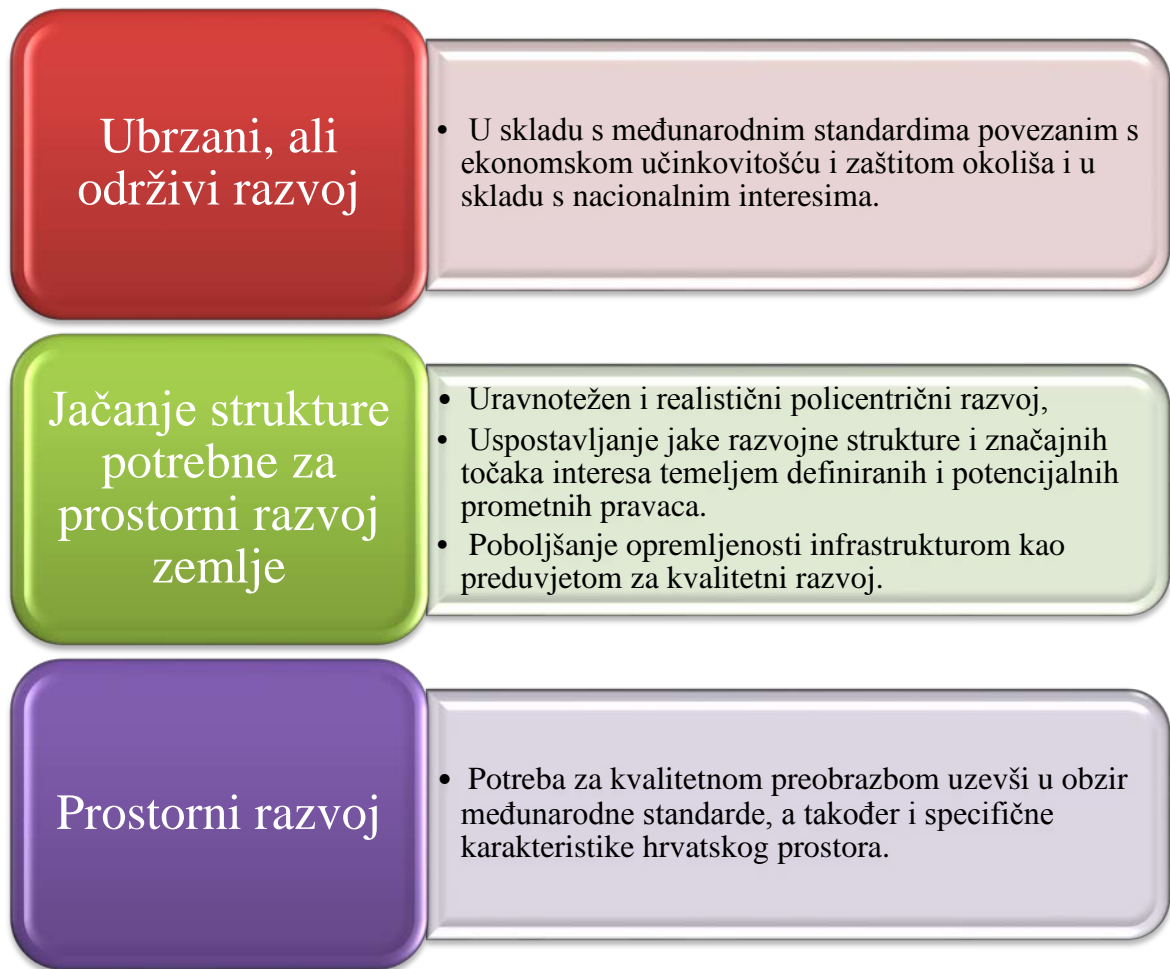 Ubrzani, ali
održivi razvoj
• U skladu s međunarodnim standardima povezanim s
ekonomskom učinkovitošću i zaštitom okoliša i u
skladu s nacionalnim interesima.
Jačanje strukture
potrebne za
prostorni razvoj
zemlje
• Uravnotežen i realistični policentrični razvoj,
• Uspostavljanje jake razvojne strukture i značajnih
točaka interesa temeljem definiranih i potencijalnih
prometnih pravaca.
• Poboljšanje opremljenosti infrastrukturom kao
preduvjetom za kvalitetni razvoj.
Prostorni razvoj
• Potreba za kvalitetnom preobrazbom uzevši u obzir
međunarodne standarde, a također i specifične
karakteristike hrvatskog prostora.